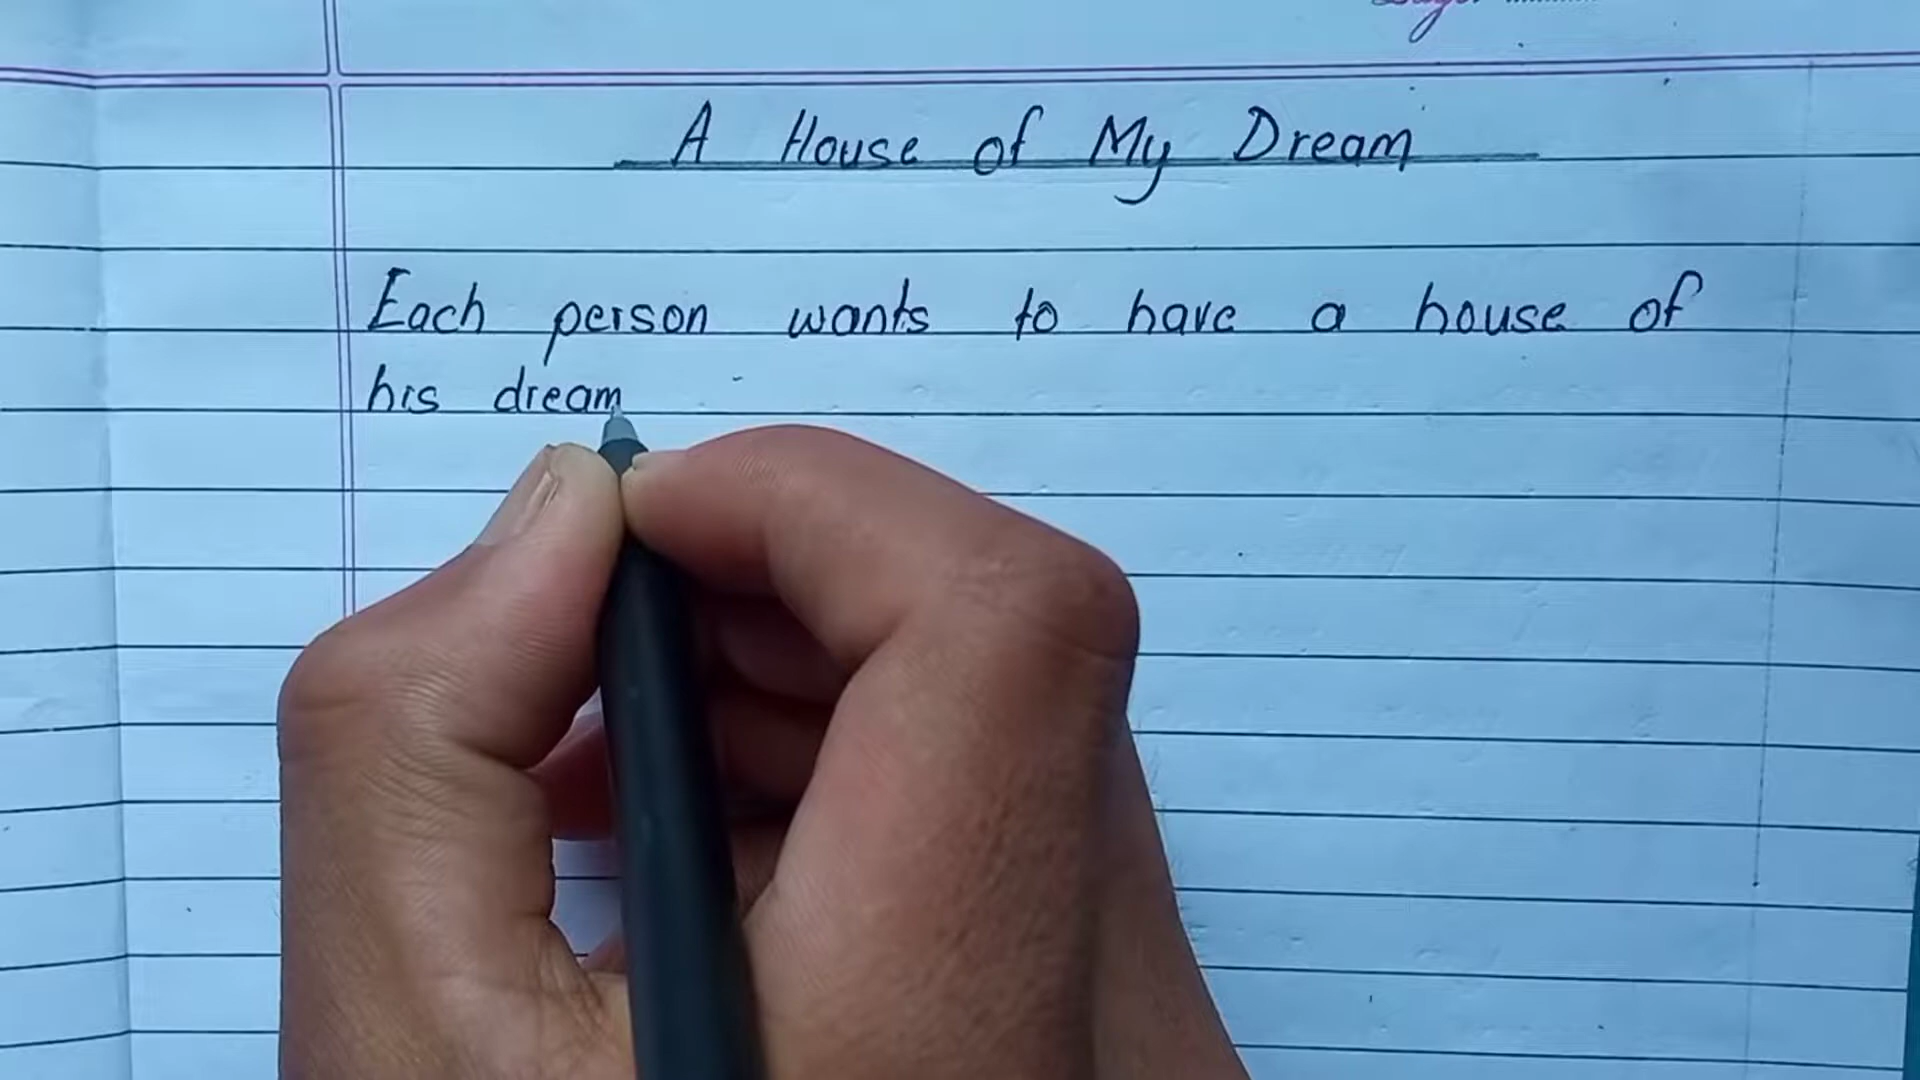 A House of My Dream
Each person wants to have a house of
his dream